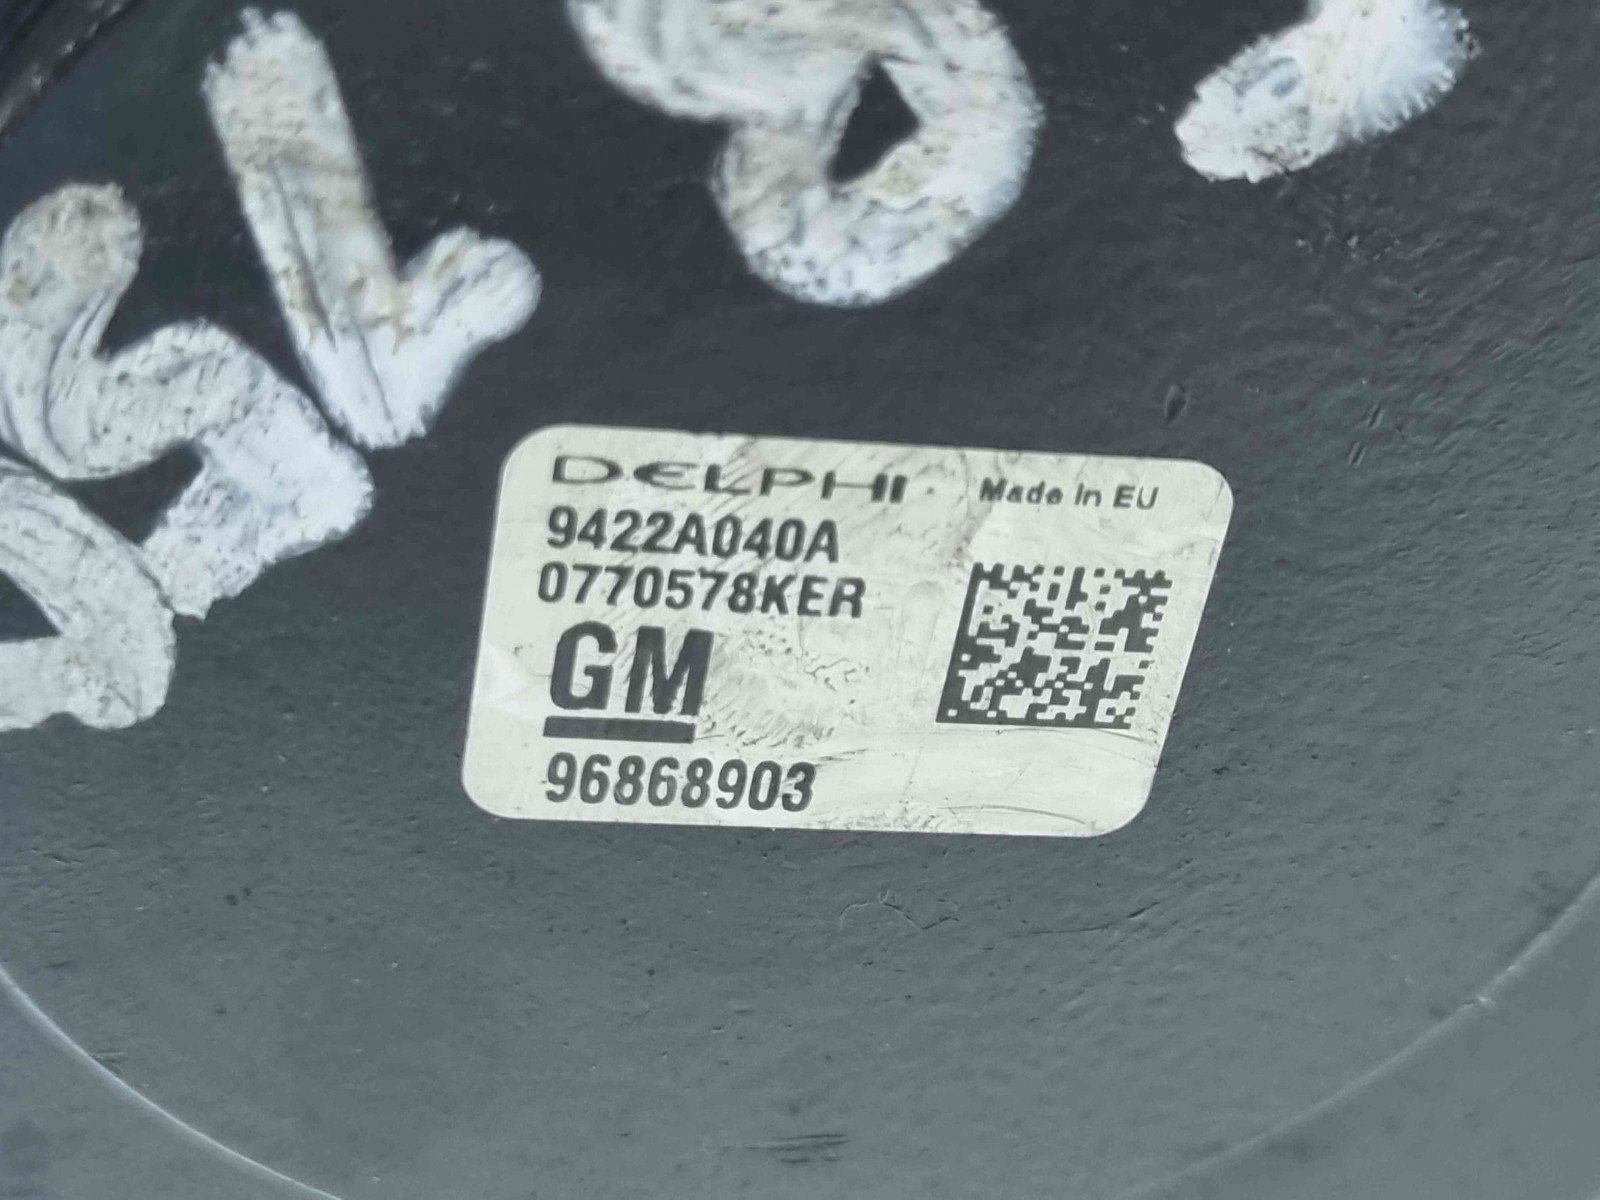 DELPHI Made in EU
9422A040A
0770578KER
GM
96868903